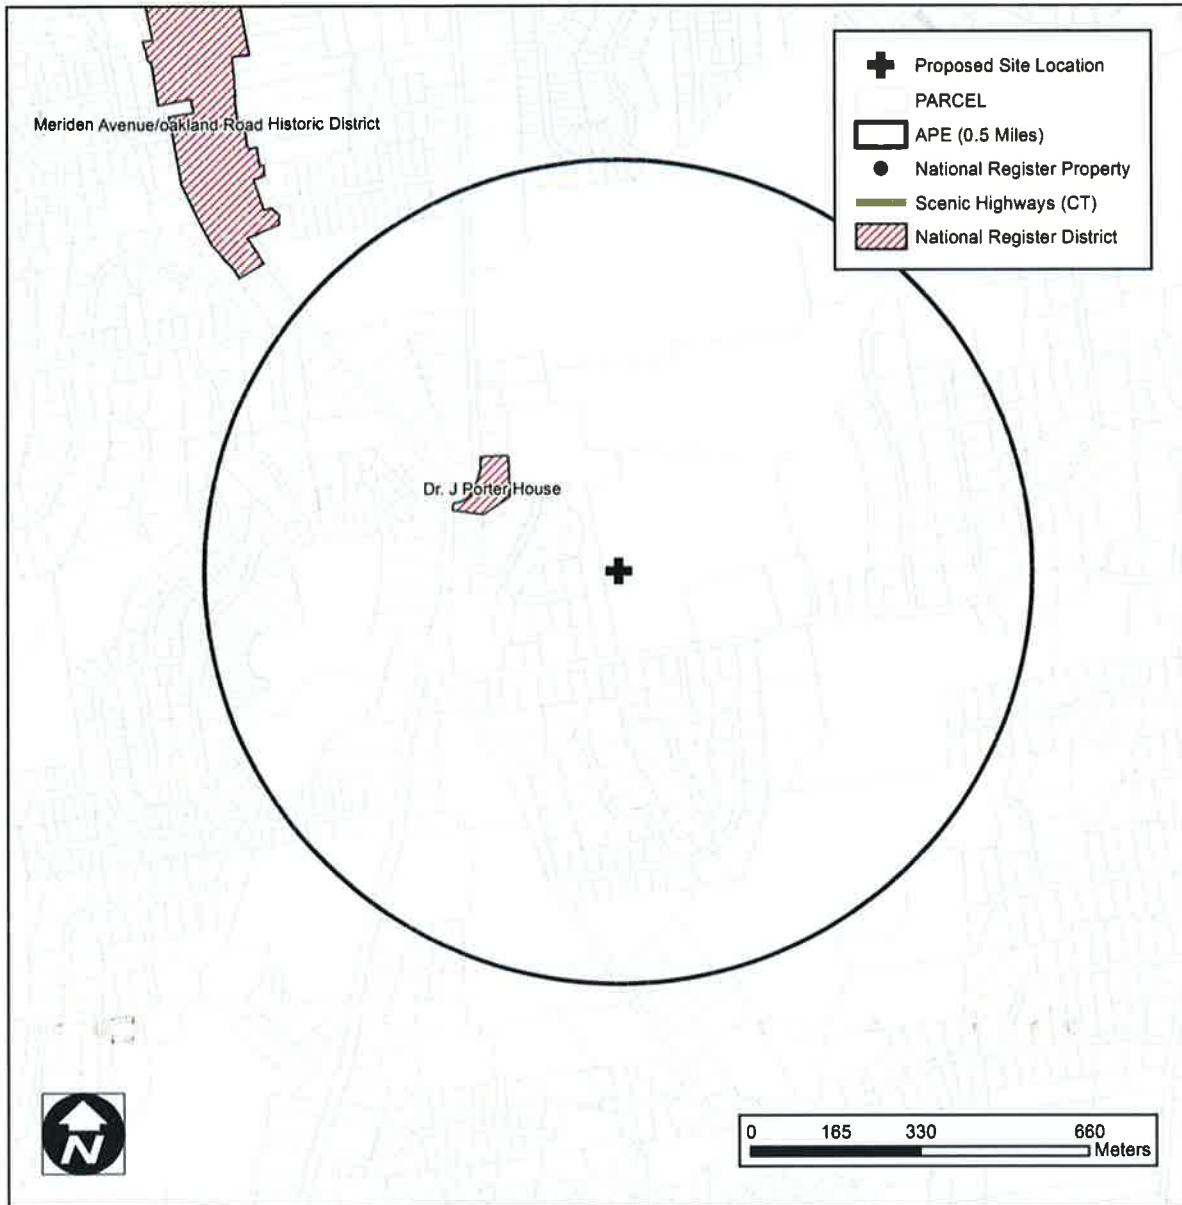 Proposed Site Location
PARCEL
APE (0.5 Miles)
National Register Property
Scenic Highways (CT)
National Register District
Meriden Avenue/oakland Road Historic District
Dr. J Porter House
N
0 165 330 660
Meters